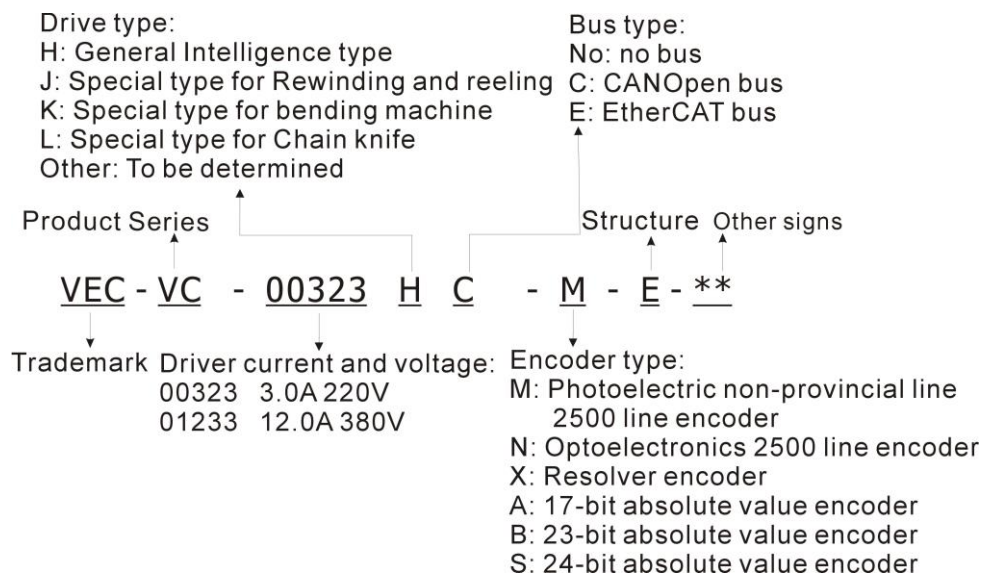 Drive type:
H: General Intelligence type
J: Special type for Rewinding and reeling
K: Special type for bending machine
L: Special type for Chain knife
Other: To be determined
Bus type:
No: no bus
C: CANOpen bus
E: EtherCAT bus
Product Series
Structure Other signs
VEC - VC - 00323 H C - M - E - **
Trademark
Driver current and voltage:
00323 3.0A 220V
01233 12.0A 380V
Encoder type:
M: Photoelectric non-provincial line
2500 line encoder
N: Optoelectronics 2500 line encoder
X: Resolver encoder
A: 17-bit absolute value encoder
B: 23-bit absolute value encoder
S: 24-bit absolute value encoder